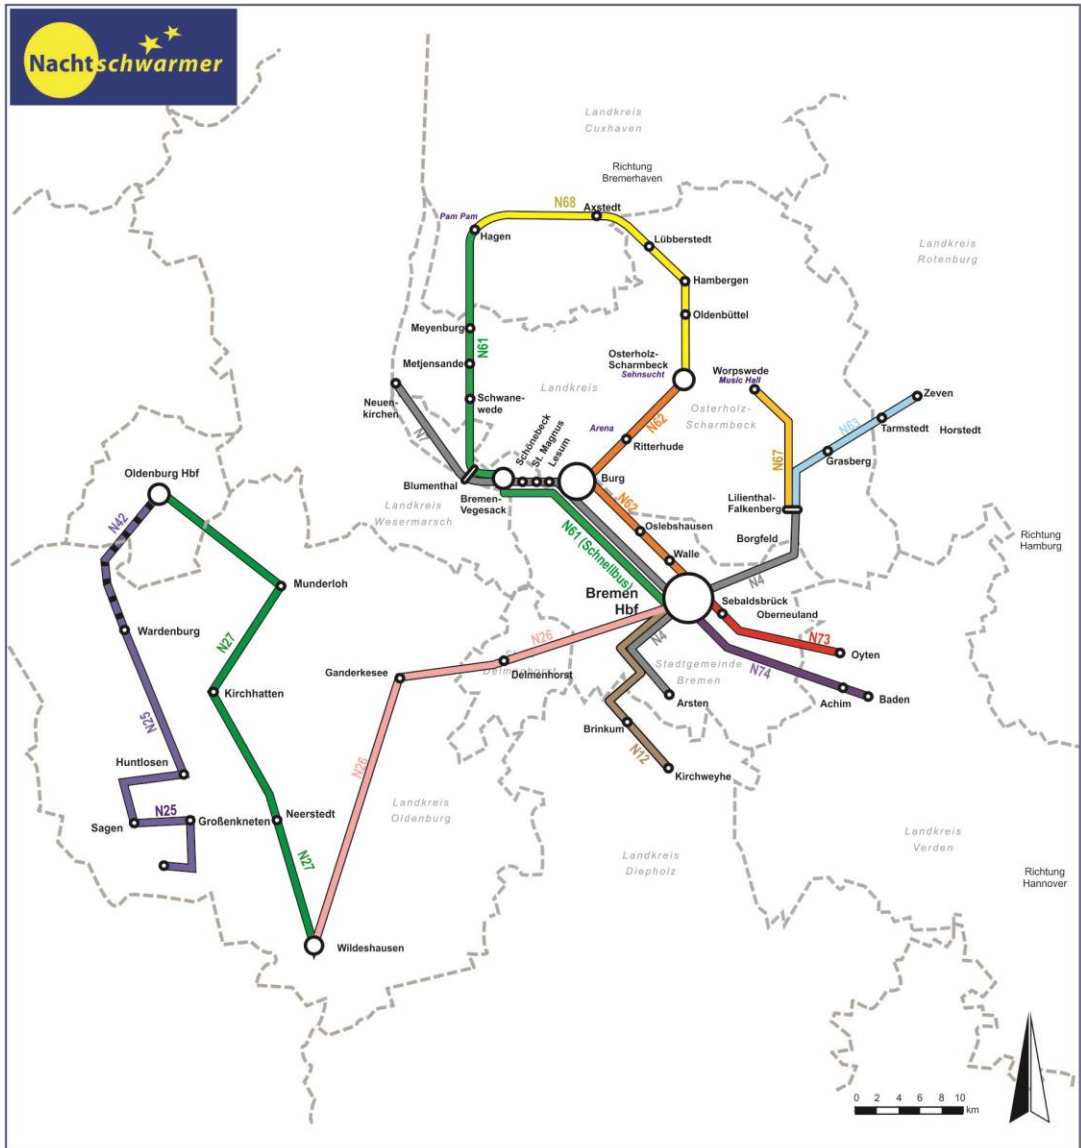 Nachtschwärmer
Landkreis
Cuxhaven
Richtung
Bremerhaven
N68
Axstedt
Pam Pam
Hagen
Lübberstedt
Landkreis
Rotenburg
Hambergen
Oldenbüttel
Meyenburg
N61
Metjensande
Osterholz-
Scharmbeck
Sehnsucht
Worpswede
Music Hall
Landkreis
Osterholz-
Scharmbeck
Zeven
Neuen-
kirchen
N7
Schwane-
wede
Schönebeck
St. Magnus
Lesum
Arena
N62
Ritterhude
N67
N63
Tarmstedt
Horstedt
Grasberg
Oldenburg Hbf
Blumenthal
Bremen-
Vegesack
Burg
Lilienthal-
Falkenberg
Landkreis
Wesermarsch
N42
N61 (Schnellbus)
N62
Oslebshausen
Borgfeld
Richtung
Hamburg
Walle
N4
Munderloh
Bremen
Hbf
Sebaldsbrück
Oberneuland
Wardenburg
N27
N26
N4
N73
Oyten
Ganderkesee
Delmenhorst
Delmenhorst
Stadtgemeinde
Bremen
N74
Kirchhatten
Arsten
Achim
Baden
N25
Brinkum
N12
Huntlosen
N26
Kirchweyhe
Landkreis
Oldenburg
N25
Sagen
Großenkneten
Neerstedt
N27
Landkreis
Diepholz
Landkreis
Verden
Richtung
Hannover
Wildeshausen
0 2 4 6 8 10
km